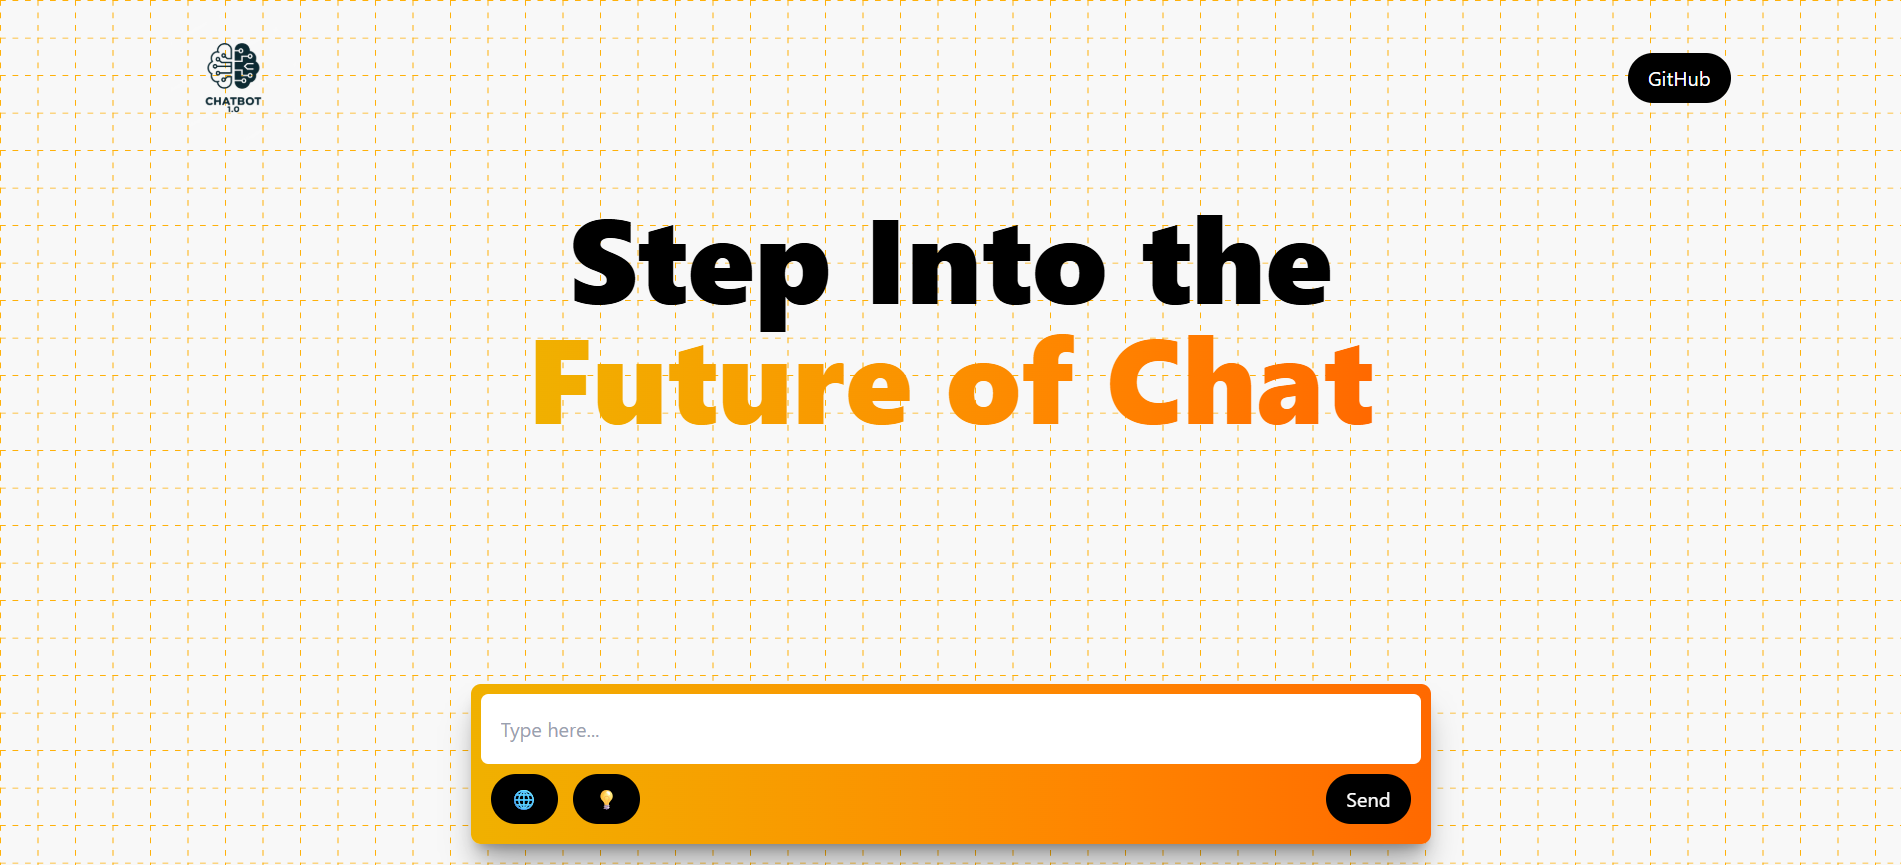 CHATBOT
1.0
GitHub
Step Into the
Future of Chat
Type here...
Send